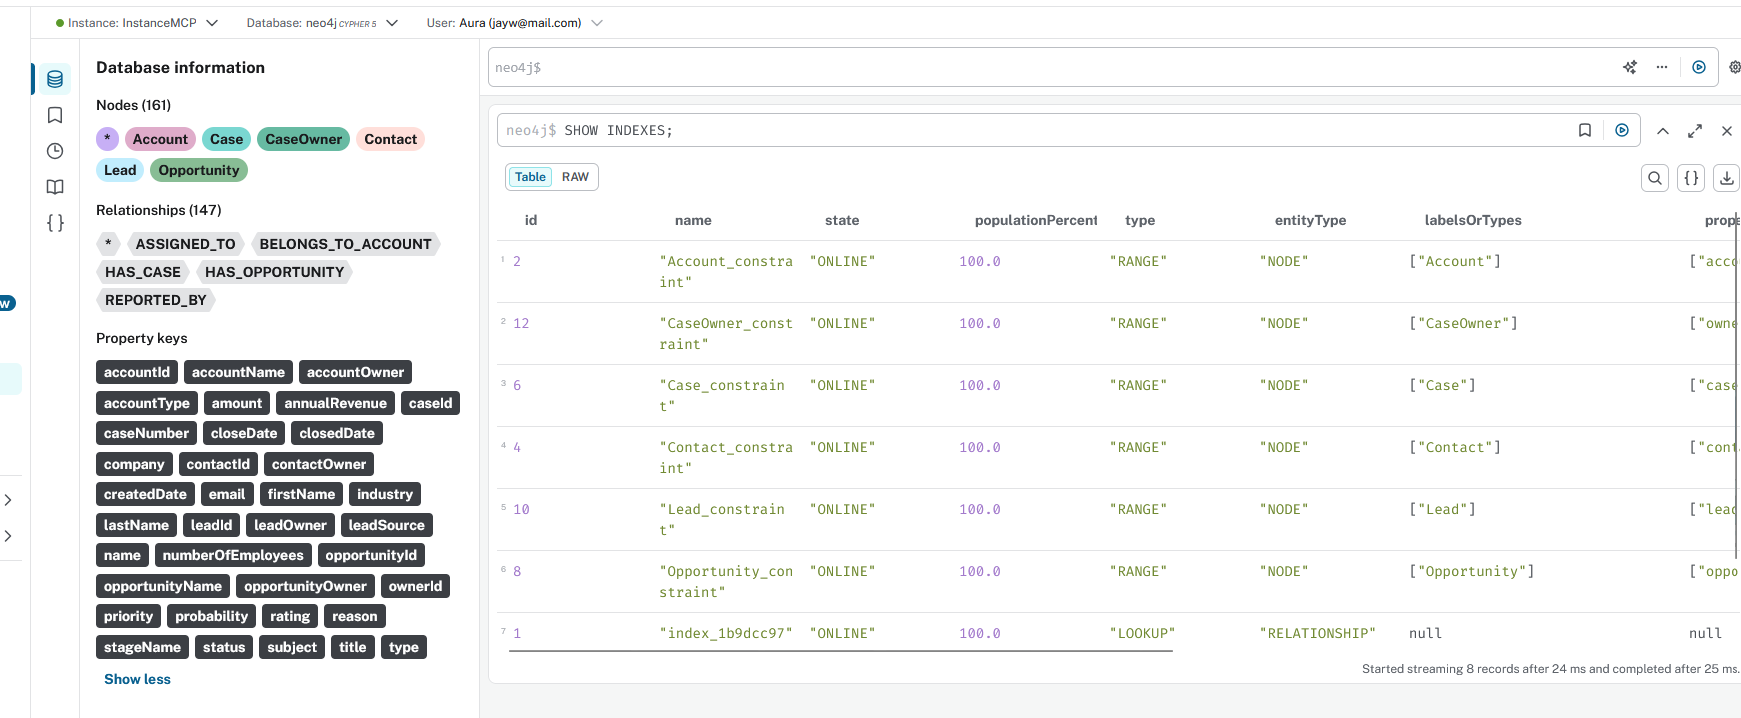 Instance: InstanceMCP Database: neo4j CYPHER 5 User: Aura (jayw@mail.com)
Database information
Nodes (161)
* Account Case CaseOwner Contact
Lead Opportunity
Relationships (147)
* ASSIGNED_TO BELONGS_TO_ACCOUNT
HAS_CASE HAS_OPPORTUNITY
REPORTED_BY
Property keys
accountId accountName accountOwner
accountType amount annualRevenue caseId
caseNumber closeDate closedDate
company contactId contactOwner
createdDate email firstName industry
lastName leadId leadOwner leadSource
name numberOfEmployees opportunityId
opportunityName opportunityOwner ownerId
priority probability rating reason
stageName status subject title type
Show less
w
neo4j$
neo4j$ SHOW INDEXES;
Table RAW
id name state populationPercent type entityType labelsOrTypes prope
1 2 "Account_constra "ONLINE" 100.0 "RANGE" "NODE" ["Account"] ["acco
int"
2 12 "CaseOwner_const "ONLINE" 100.0 "RANGE" "NODE" ["CaseOwner"] ["owne
raint"
3 6 "Case_constrain "ONLINE" 100.0 "RANGE" "NODE" ["Case"] ["case
t"
4 4 "Contact_constra "ONLINE" 100.0 "RANGE" "NODE" ["Contact"] ["cont
int"
5 10 "Lead_constrain "ONLINE" 100.0 "RANGE" "NODE" ["Lead"] ["lead
t"
6 8 "Opportunity_con "ONLINE" 100.0 "RANGE" "NODE" ["Opportunity"] ["oppo
straint"
7 1 "index_1b9dcc97" "ONLINE" 100.0 "LOOKUP" "RELATIONSHIP" null null
Started streaming 8 records after 24 ms and completed after 25 ms.